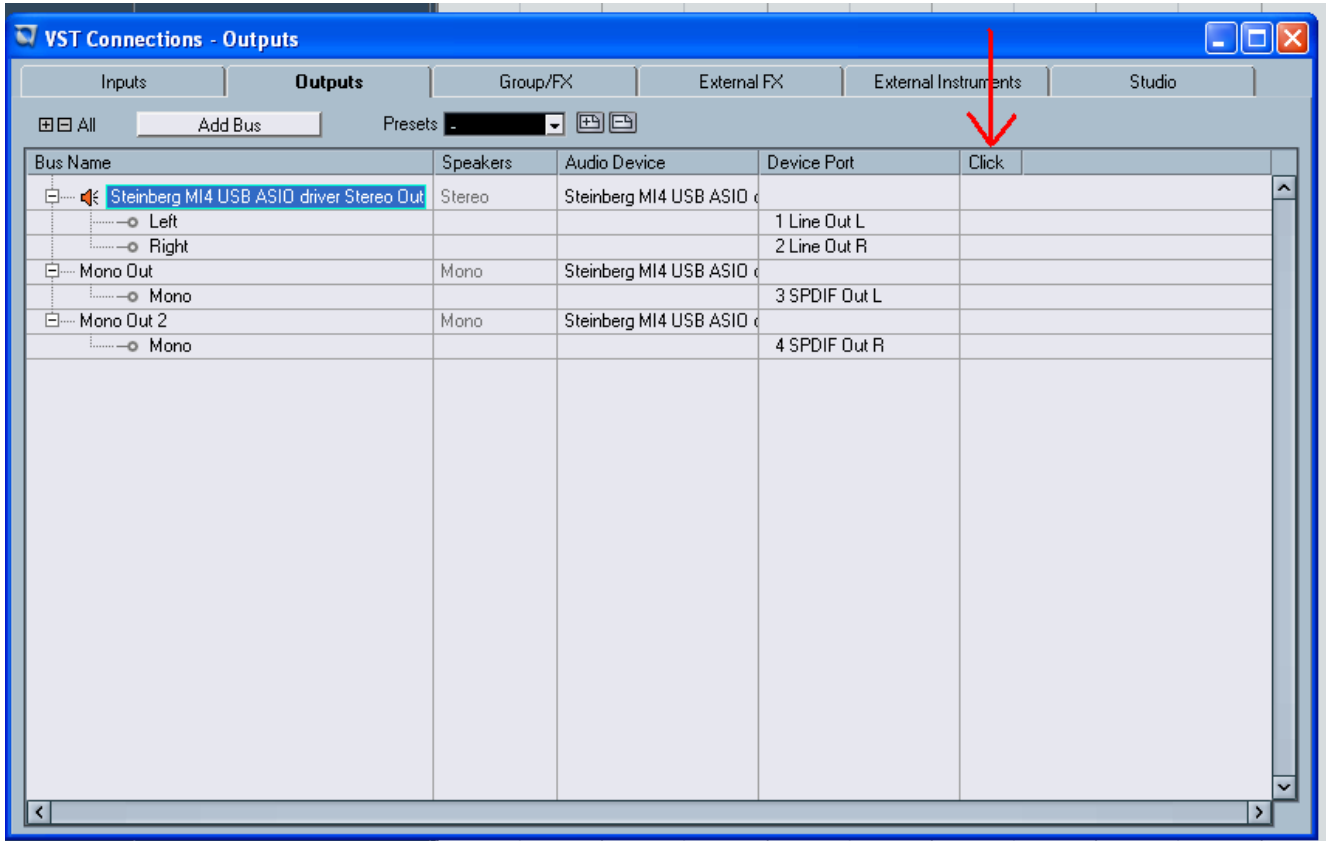 VST Connections - Outputs
Inputs Outputs Group/FX External FX External Instruments Studio
All Add Bus Presets -
Bus Name Speakers Audio Device Device Port Click
Steinberg MI4 USB ASIO driver Stereo Out Stereo Steinberg MI4 USB ASIO
Left 1 Line Out L
Right 2 Line Out R
Mono Out Mono Steinberg MI4 USB ASIO
Mono 3 SPDIF Out L
Mono Out 2 Mono Steinberg MI4 USB ASIO
Mono 4 SPDIF Out R